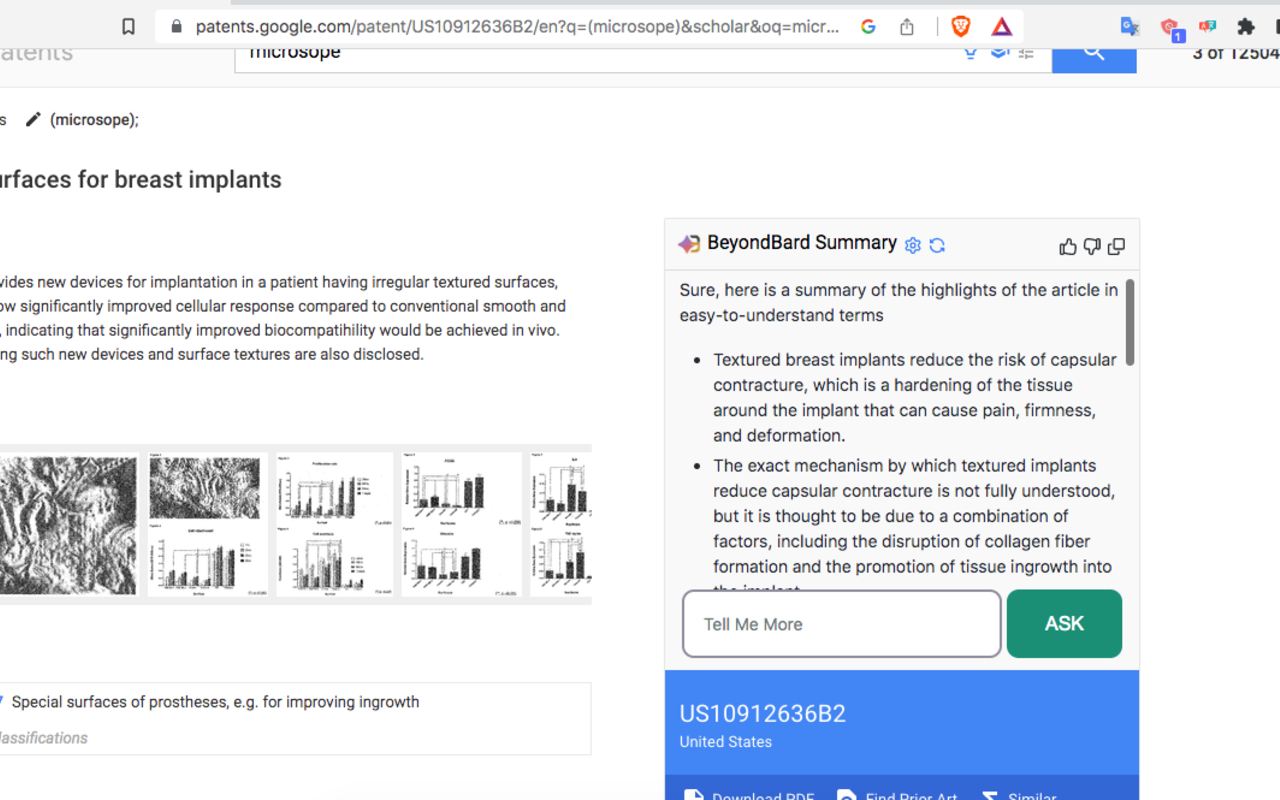 patents.google.com/patent/US10912636B2/en?q=(microsope)&scholar&oq=micr...
1
atents
microsope
3 of 12504
s (microsope);
rfaces for breast implants
vides new devices for implantation in a patient having irregular textured surfaces,
ow significantly improved cellular response compared to conventional smooth and
, indicating that significantly improved biocompatibility would be achieved in vivo.
ng such new devices and surface textures are also disclosed.
Special surfaces of prostheses, e.g. for improving ingrowth
lassifications
BeyondBard Summary
Sure, here is a summary of the highlights of the article in
easy-to-understand terms
Textured breast implants reduce the risk of capsular
contracture, which is a hardening of the tissue
around the implant that can cause pain, firmness,
and deformation.
The exact mechanism by which textured implants
reduce capsular contracture is not fully understood,
but it is thought to be due to a combination of
factors, including the disruption of collagen fiber
formation and the promotion of tissue ingrowth into
the implant
Tell Me More
ASK
US10912636B2
United States
Download PDF Find Prior Art Similar